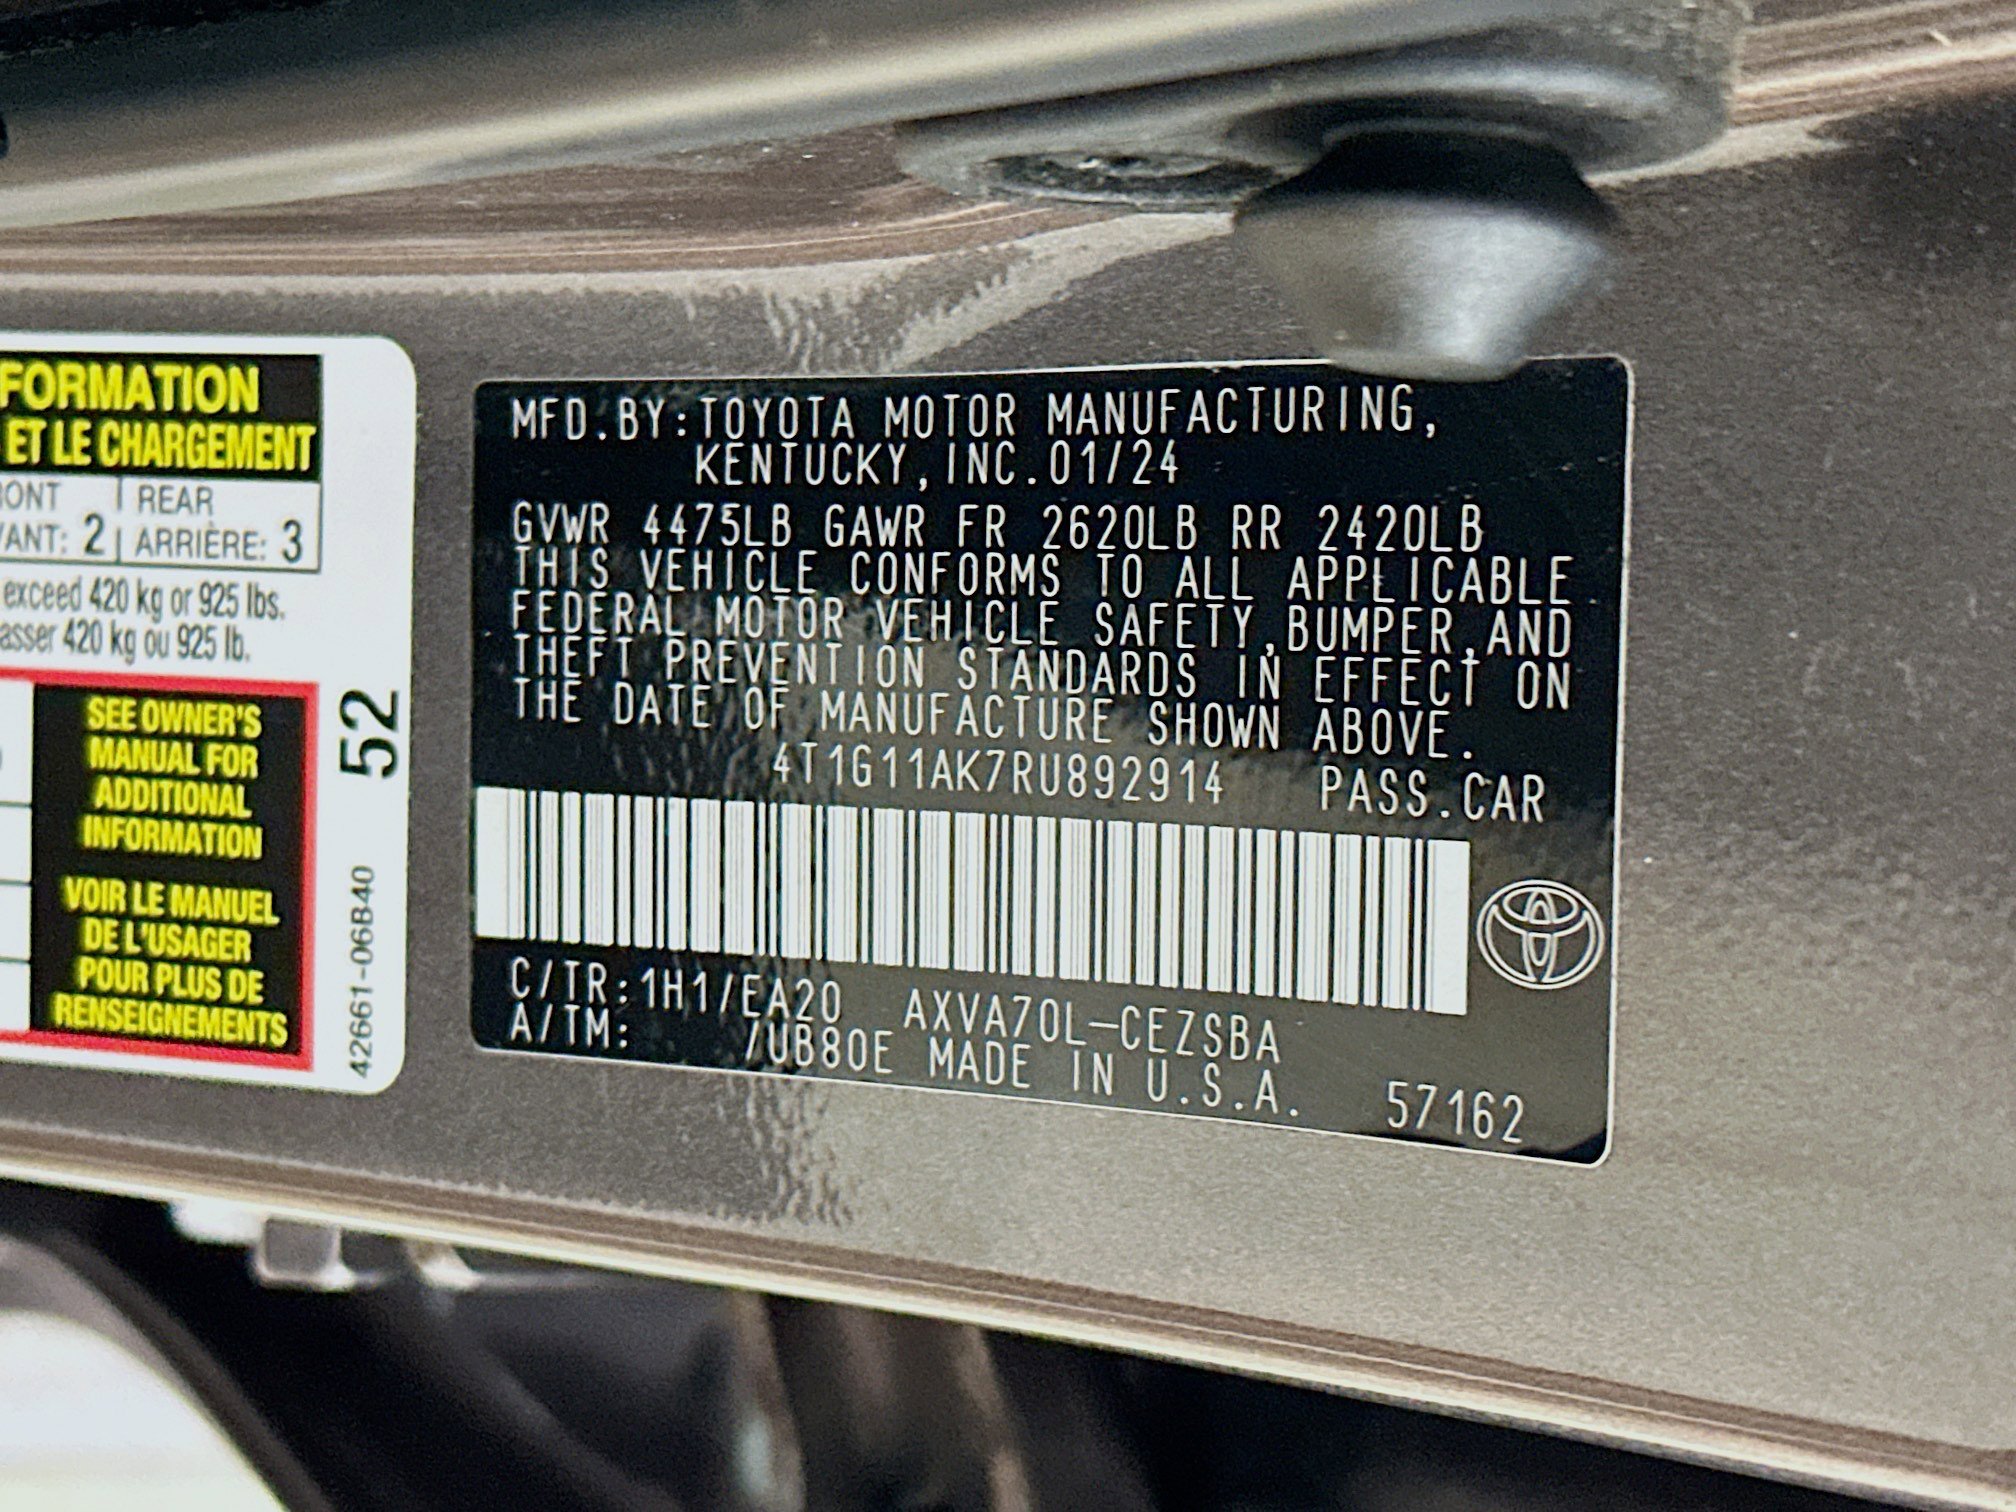 FORMATION
ET LE CHARGEMENT
REAR
2 ARRIÈRE: 3
exceed 420 kg or 925 lbs.
420 kg ou 925 lb.
SEE OWNER'S
MANUAL FOR
ADDITIONAL
INFORMATION
VOIR LE MANUEL
DE L'USAGER
POUR PLUS DE
RENSEIGNEMENTS
52
42661-06B40
MFD.BY:TOYOTA MOTOR MANUFACTURING,
KENTUCKY,INC.01/24
GVWR 4475LB GAWR FR 2620LB RR 2420LB
THIS VEHICLE CONFORMS TO ALL APPLICABLE
FEDERAL MOTOR VEHICLE SAFETY,BUMPER,AND
THEFT PREVENTION STANDARDS IN EFFECT ON
THE DATE OF MANUFACTURE SHOWN ABOVE.
4T1G11AK7RU892914 PASS.CAR
C/TR:1H1/EA20 AXVA70L-CEZSBA
A/TM: /UB80E MADE IN U.S.A. 57162